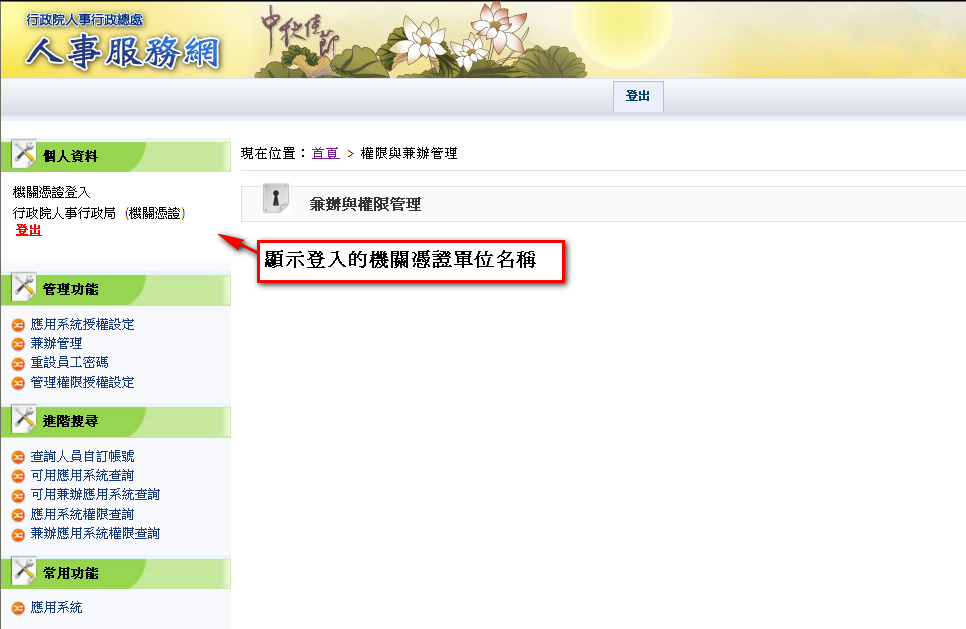 行政院人事行政總處
人事服務網
中秋佳節
登出
個人資料
機關憑證登入
行政院人事行政局 (機關憑證)
登出
現在位置：首頁 > 權限與兼辦管理
兼辦與權限管理
顯示登入的機關憑證單位名稱
管理功能
應用系統授權設定
兼辦管理
重設員工密碼
管理權限授權設定
進階搜尋
查詢人員自訂帳號
可用應用系統查詢
可用兼辦應用系統查詢
應用系統權限查詢
兼辦應用系統權限查詢
常用功能
應用系統